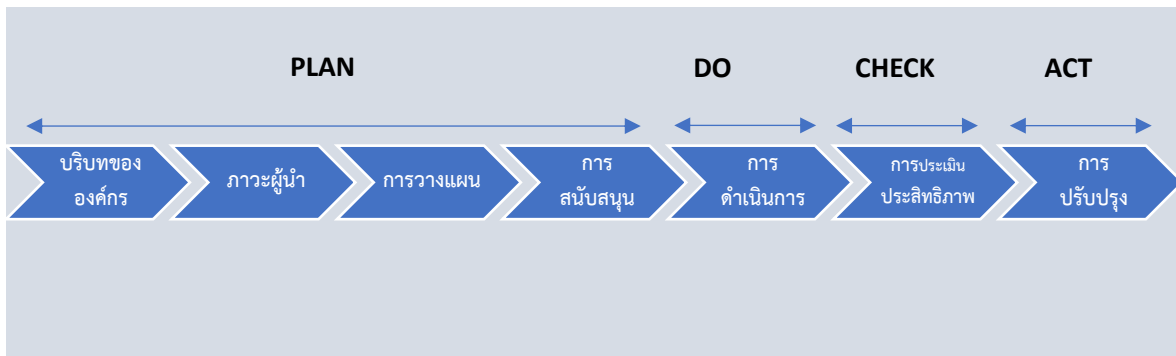 PLAN
DO
CHECK
ACT
บริบทของ
องค์กร
ภาวะผู้นำ
การวางแผน
การ
สนับสนุน
การ
ดำเนินการ
การประเมิน
ประสิทธิภาพ
การ
ปรับปรุง